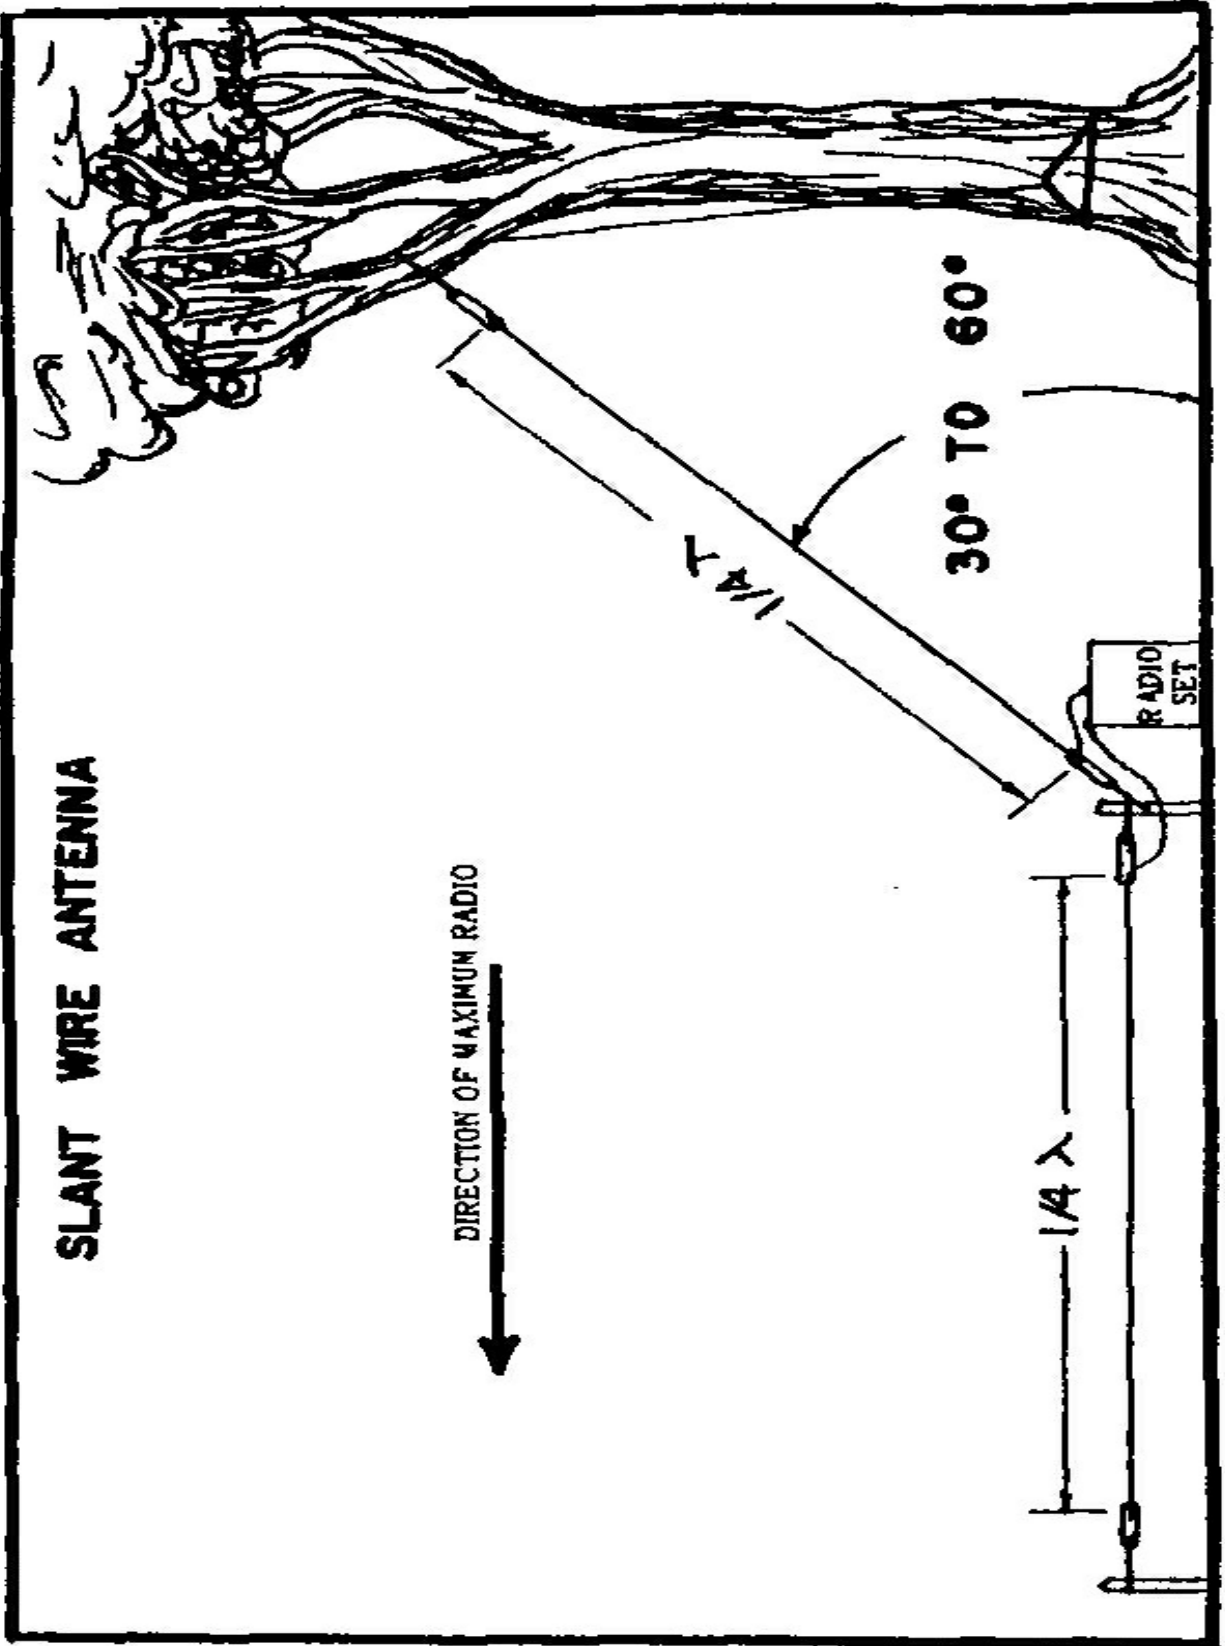 SLANT WIRE ANTENNA
DIRECTION OF MAXIMUM RADIO
1/4 λ
1/4 λ
30° TO 60°
RADIO
SET